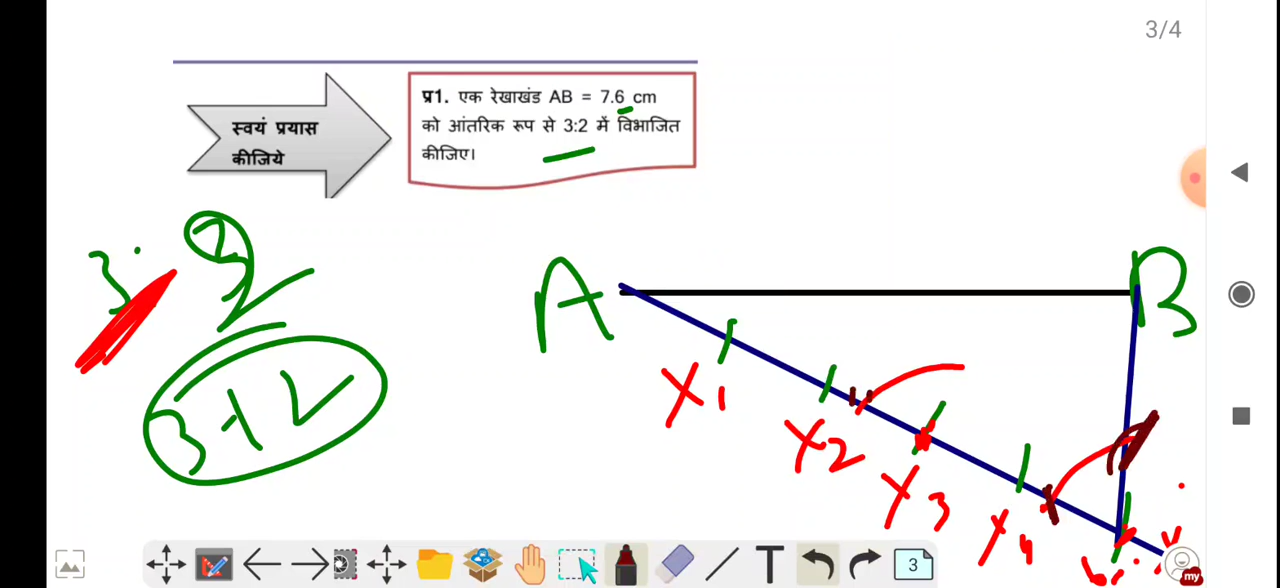 3/4
स्वयं प्रयास
कीजिये
प्र1. एक रेखाखंड AB = 7.6 cm
को आंतरिक रूप से 3:2 में विभाजित
कीजिए।
A
B
3+2
X1
X2
X3
X4
T
3
my